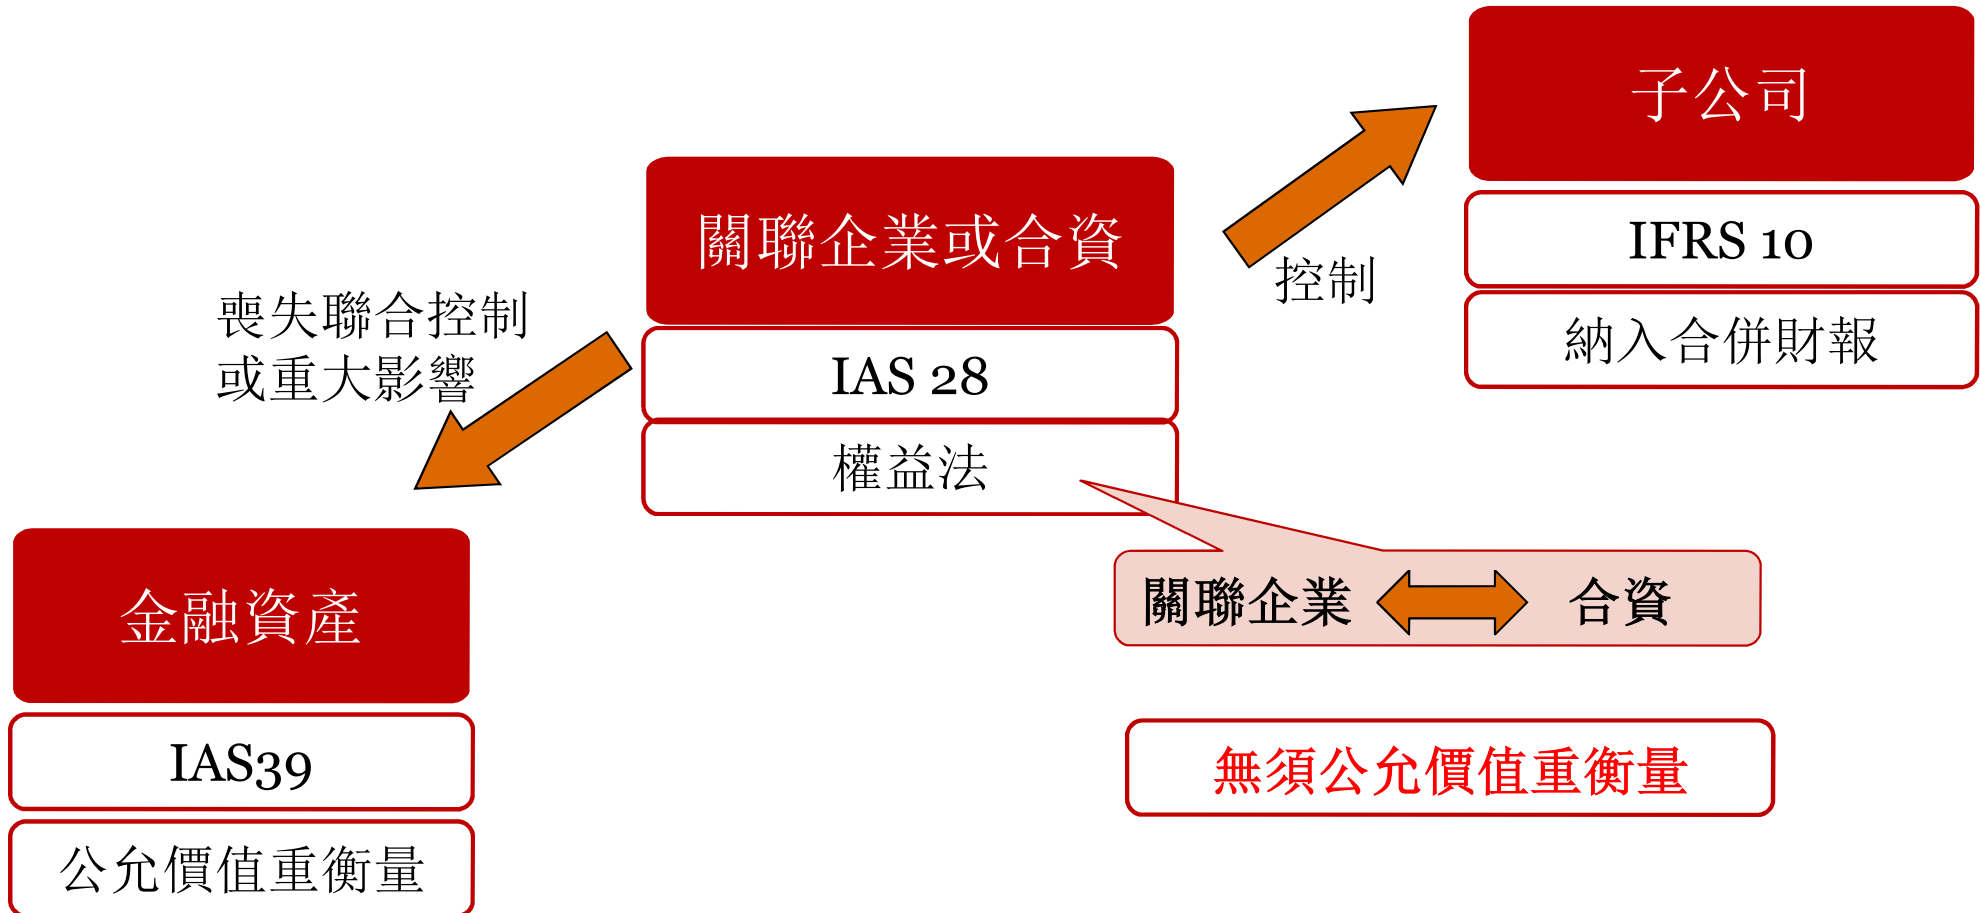 子公司
IFRS 10
納入合併財報
控制
關聯企業或合資
IAS 28
權益法
喪失聯合控制
或重大影響
關聯企業 合資
金融資產
IAS39
公允價值重衡量
無須公允價值重衡量